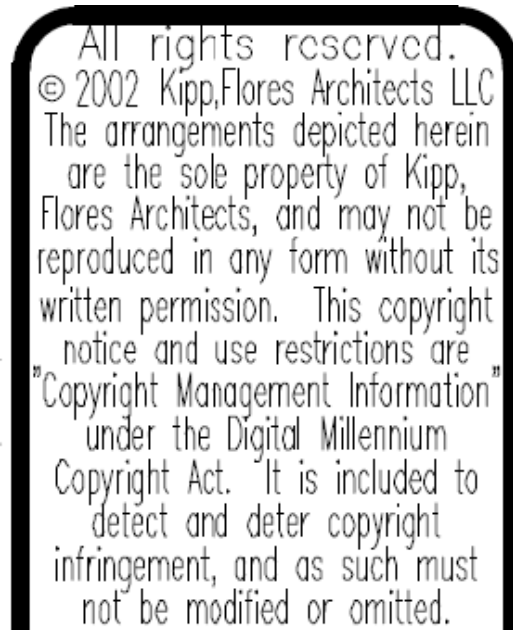 All rights reserved.
© 2002 Kipp,Flores Architects LLC
The arrangements depicted herein
are the sole property of Kipp,
Flores Architects, and may not be
reproduced in any form without its
written permission. This copyright
notice and use restrictions are
"Copyright Management Information"
under the Digital Millennium
Copyright Act. It is included to
detect and deter copyright
infringement, and as such must
not be modified or omitted.